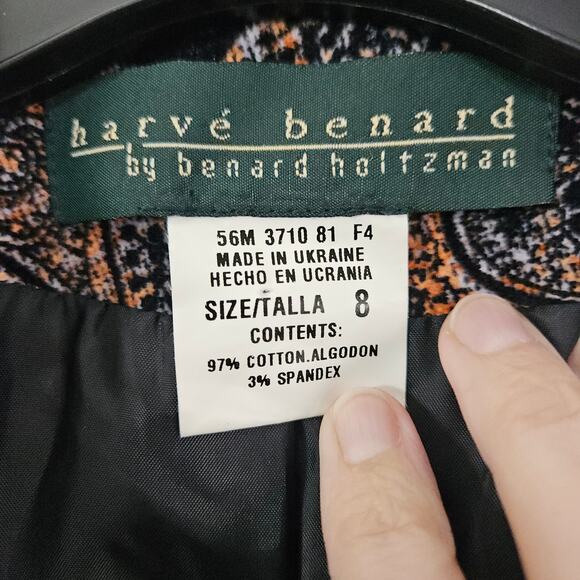 harvé benard
by benard holtzman
56M 3710 81 F4
MADE IN UKRAINE
HECHO EN UCRANIA
SIZE/TALLA 8
CONTENTS:
97% COTTON.ALGODON
3% SPANDEX